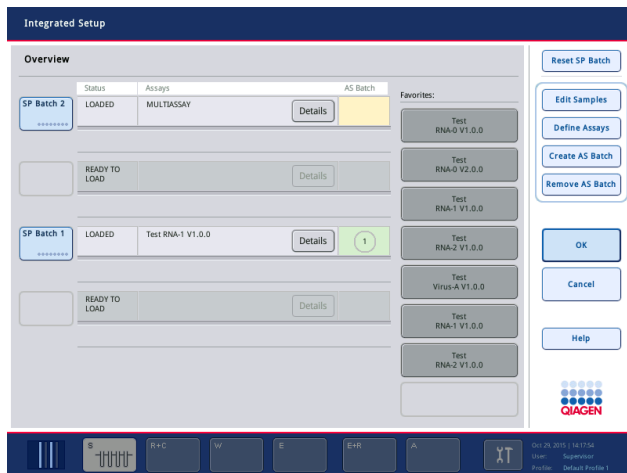 Integrated Setup
Overview
Status Assays AS Batch
SP Batch 2 LOADED MULTIASSAY Details
READY TO
LOAD Details
SP Batch 1 LOADED Test RNA-1 V1.0.0 Details 1
READY TO
LOAD Details
Favorites:
Test
RNA-0 V1.0.0
Test
RNA-0 V2.0.0
Test
RNA-1 V1.0.0
Test
RNA-2 V1.0.0
Test
Virus-A V1.0.0
Test
RNA-1 V1.0.0
Test
RNA-2 V1.0.0
Reset SP Batch
Edit Samples
Define Assays
Create AS Batch
Remove AS Batch
OK
Cancel
Help
QIAGEN
S R+C W E E+R A
Oct 29, 2015 | 14:17:54
User: Supervisor
Profile: Default Profile 1